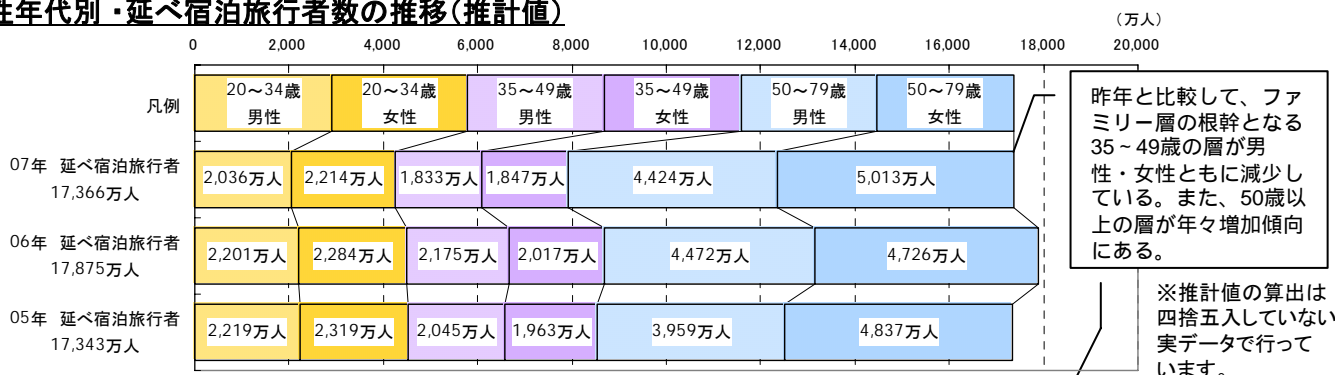 性年代別・延べ宿泊旅行者数の推移(推計値)
(万人)
0 2,000 4,000 6,000 8,000 10,000 12,000 14,000 16,000 18,000 20,000
凡例
20～34歳 男性
20～34歳 女性
35～49歳 男性
35～49歳 女性
50～79歳 男性
50～79歳 女性
07年 延べ宿泊旅行者
17,366万人
2,036万人 2,214万人 1,833万人 1,847万人 4,424万人 5,013万人
06年 延べ宿泊旅行者
17,875万人
2,201万人 2,284万人 2,175万人 2,017万人 4,472万人 4,726万人
05年 延べ宿泊旅行者
17,343万人
2,219万人 2,319万人 2,045万人 1,963万人 3,959万人 4,837万人
昨年と比較して、ファ
ミリー層の根幹となる
35～49歳の層が男
性・女性ともに減少し
ている。また、50歳以
上の層が年々増加傾向
にある。
※推計値の算出は
四捨五入していない
実データで行って
います。